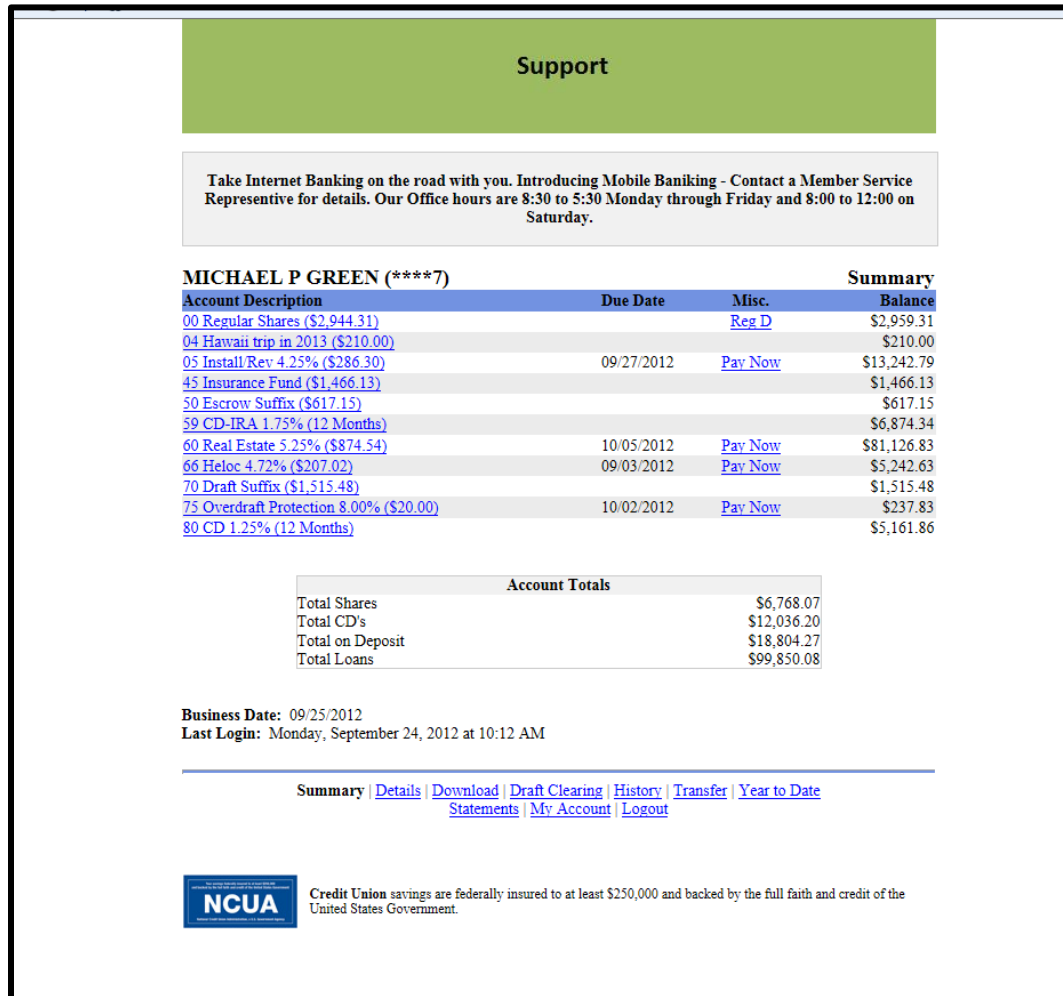 Support
Take Internet Banking on the road with you. Introducing Mobile Baniking - Contact a Member Service
Representive for details. Our Office hours are 8:30 to 5:30 Monday through Friday and 8:00 to 12:00 on
Saturday.
MICHAEL P GREEN (****7) Summary
Account Description Due Date Misc. Balance
00 Regular Shares ($2,944.31) Reg D $2,959.31
04 Hawaii trip in 2013 ($210.00) $210.00
05 Install/Rev 4.25% ($286.30) 09/27/2012 Pay Now $13,242.79
45 Insurance Fund ($1,466.13) $1,466.13
50 Escrow Suffix ($617.15) $617.15
59 CD-IRA 1.75% (12 Months) $6,874.34
60 Real Estate 5.25% ($874.54) 10/05/2012 Pay Now $81,126.83
66 Heloc 4.72% ($207.02) 09/03/2012 Pay Now $5,242.63
70 Draft Suffix ($1,515.48) $1,515.48
75 Overdraft Protection 8.00% ($20.00) 10/02/2012 Pay Now $237.83
80 CD 1.25% (12 Months) $5,161.86
Account Totals
Total Shares $6,768.07
Total CD's $12,036.20
Total on Deposit $18,804.27
Total Loans $99,850.08
Business Date: 09/25/2012
Last Login: Monday, September 24, 2012 at 10:12 AM
Summary | Details | Download | Draft Clearing | History | Transfer | Year to Date
Statements | My Account | Logout
NCUA
Credit Union savings are federally insured to at least $250,000 and backed by the full faith and credit of the
United States Government.